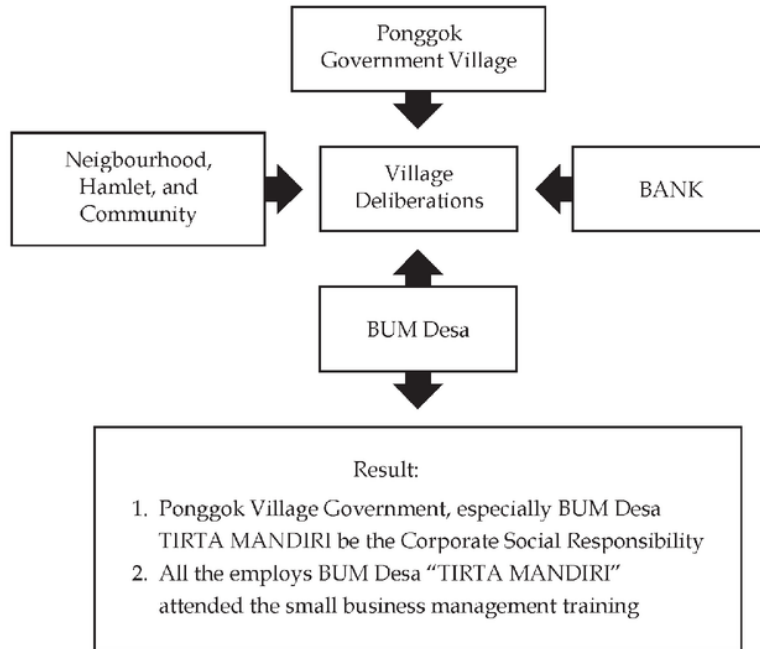 Ponggok
Government Village
Neigbourhood,
Hamlet, and
Community
Village
Deliberations
BANK
BUM Desa
Result:
1. Ponggok Village Government, especially BUM Desa
TIRTA MANDIRI be the Corporate Social Responsibility
2. All the employs BUM Desa “TIRTA MANDIRI”
attended the small business management training